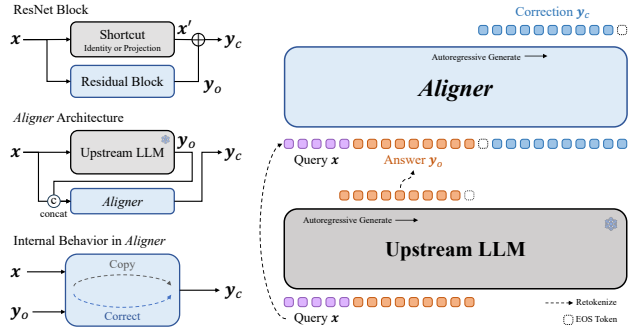 ResNet Block
x
Shortcut
Identity or Projection
x′
y_c
Residual Block
y_o
Aligner Architecture
x
Upstream LLM
y_o
y_c
c
concat
Aligner
Internal Behavior in Aligner
x
Copy
y_c
y_o
Correct
Correction y_c
Autoregressive Generate
Aligner
Query x
Answer y_o
Autoregressive Generate
Upstream LLM
Retokenize
Query x
EOS Token